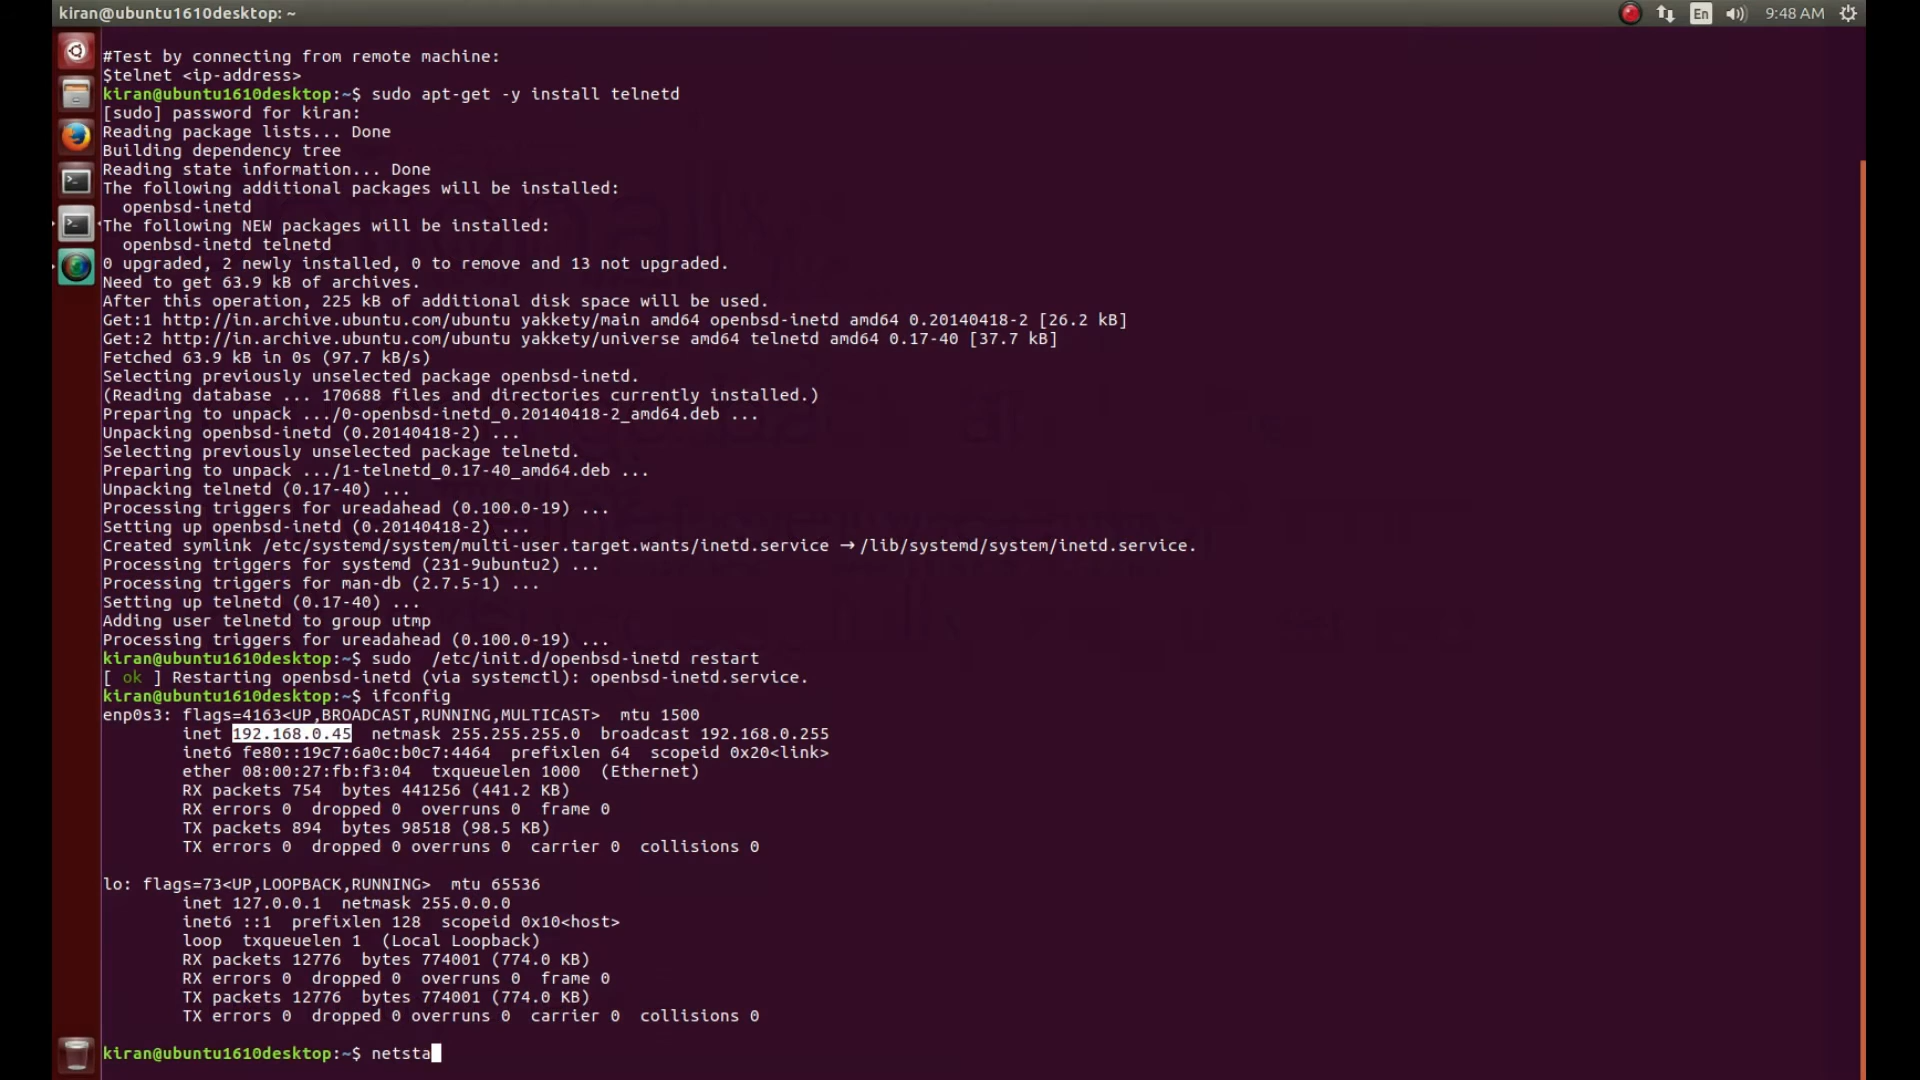 kiran@ubuntu1610desktop: ~
En
9:48 AM
#Test by connecting from remote machine:
$telnet <ip-address>
kiran@ubuntu1610desktop:~$ sudo apt-get -y install telnetd
[sudo] password for kiran:
Reading package lists... Done
Building dependency tree
Reading state information... Done
The following additional packages will be installed:
  openbsd-inetd
The following NEW packages will be installed:
  openbsd-inetd telnetd
0 upgraded, 2 newly installed, 0 to remove and 13 not upgraded.
Need to get 63.9 kB of archives.
After this operation, 225 kB of additional disk space will be used.
Get:1 http://in.archive.ubuntu.com/ubuntu yakkety/main amd64 openbsd-inetd amd64 0.20140418-2 [26.2 kB]
Get:2 http://in.archive.ubuntu.com/ubuntu yakkety/universe amd64 telnetd amd64 0.17-40 [37.7 kB]
Fetched 63.9 kB in 0s (97.7 kB/s)
Selecting previously unselected package openbsd-inetd.
(Reading database ... 170688 files and directories currently installed.)
Preparing to unpack .../0-openbsd-inetd_0.20140418-2_amd64.deb ...
Unpacking openbsd-inetd (0.20140418-2) ...
Selecting previously unselected package telnetd.
Preparing to unpack .../1-telnetd_0.17-40_amd64.deb ...
Unpacking telnetd (0.17-40) ...
Processing triggers for ureadahead (0.100.0-19) ...
Setting up openbsd-inetd (0.20140418-2) ...
Created symlink /etc/systemd/system/multi-user.target.wants/inetd.service → /lib/systemd/system/inetd.service.
Processing triggers for systemd (231-9ubuntu2) ...
Processing triggers for man-db (2.7.5-1) ...
Setting up telnetd (0.17-40) ...
Adding user telnetd to group utmp
Processing triggers for ureadahead (0.100.0-19) ...
kiran@ubuntu1610desktop:~$ sudo  /etc/init.d/openbsd-inetd restart
[ ok ] Restarting openbsd-inetd (via systemctl): openbsd-inetd.service.
kiran@ubuntu1610desktop:~$ ifconfig
enp0s3: flags=4163<UP,BROADCAST,RUNNING,MULTICAST>  mtu 1500
        inet 192.168.0.45  netmask 255.255.255.0  broadcast 192.168.0.255
        inet6 fe80::19c7:6a0c:b0c7:4464  prefixlen 64  scopeid 0x20<link>
        ether 08:00:27:fb:f3:04  txqueuelen 1000  (Ethernet)
        RX packets 754  bytes 441256 (441.2 KB)
        RX errors 0  dropped 0  overruns 0  frame 0
        TX packets 894  bytes 98518 (98.5 KB)
        TX errors 0  dropped 0 overruns 0  carrier 0  collisions 0
lo: flags=73<UP,LOOPBACK,RUNNING>  mtu 65536
        inet 127.0.0.1  netmask 255.0.0.0
        inet6 ::1  prefixlen 128  scopeid 0x10<host>
        loop  txqueuelen 1  (Local Loopback)
        RX packets 12776  bytes 774001 (774.0 KB)
        RX errors 0  dropped 0  overruns 0  frame 0
        TX packets 12776  bytes 774001 (774.0 KB)
        TX errors 0  dropped 0 overruns 0  carrier 0  collisions 0
kiran@ubuntu1610desktop:~$ netsta